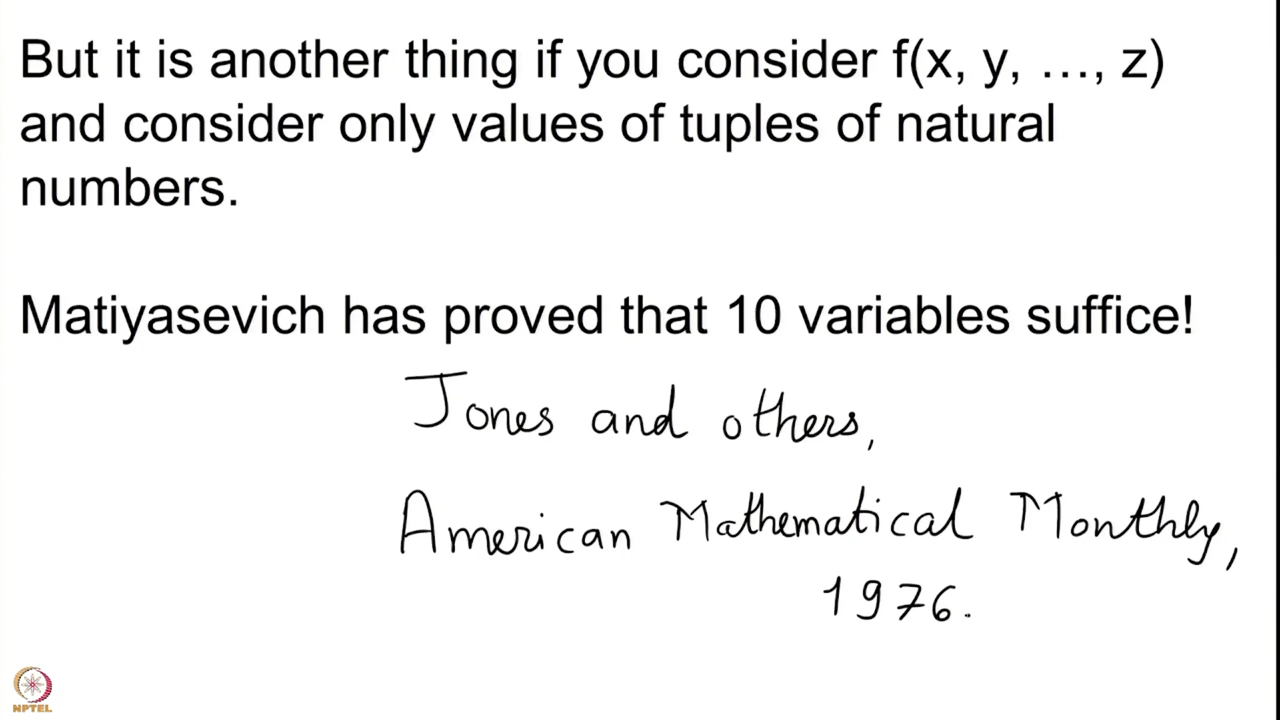 But it is another thing if you consider f(x, y, …, z)
and consider only values of tuples of natural
numbers.
Matiyasevich has proved that 10 variables suffice!
Jones and others,
American Mathematical Monthly,
1976.
NPTEL